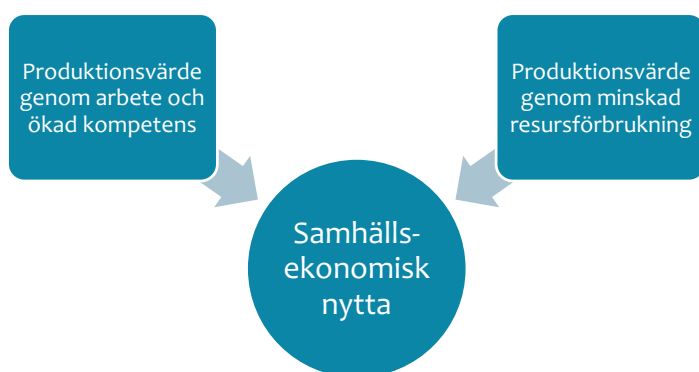 Produktionsvärde
genom arbete och
ökad kompetens
Produktionsvärde
genom minskad
resursförbrukning
Samhälls-
ekonomisk
nytta